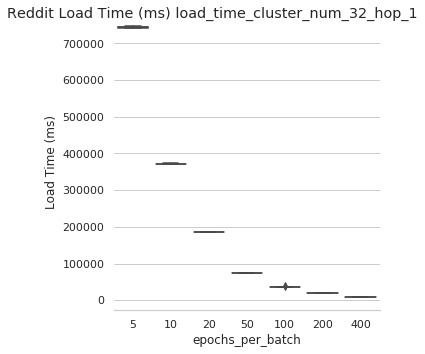 Reddit Load Time (ms) load_time_cluster_num_32_hop_1
700000
600000
500000
400000
300000
200000
100000
0
Load Time (ms)
5 10 20 50 100 200 400
epochs_per_batch